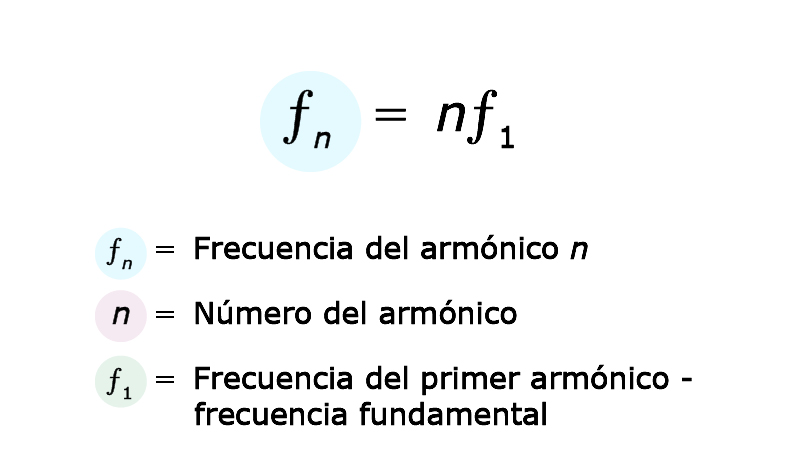 fₙ = nf₁
fₙ = Frecuencia del armónico n
n = Número del armónico
f₁ = Frecuencia del primer armónico -
frecuencia fundamental